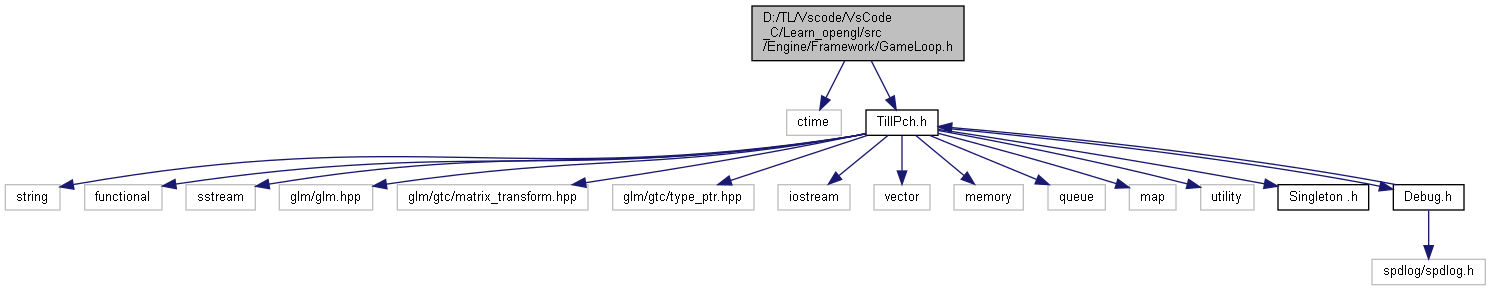 D:/TL/Vscode/VsCode
_C/Learn_opengl/src
/Engine/Framework/GameLoop.h
ctime
TillPch.h
string
functional
sstream
glm/glm.hpp
glm/gtc/matrix_transform.hpp
glm/gtc/type_ptr.hpp
iostream
vector
memory
queue
map
utility
Singleton .h
Debug.h
spdlog/spdlog.h